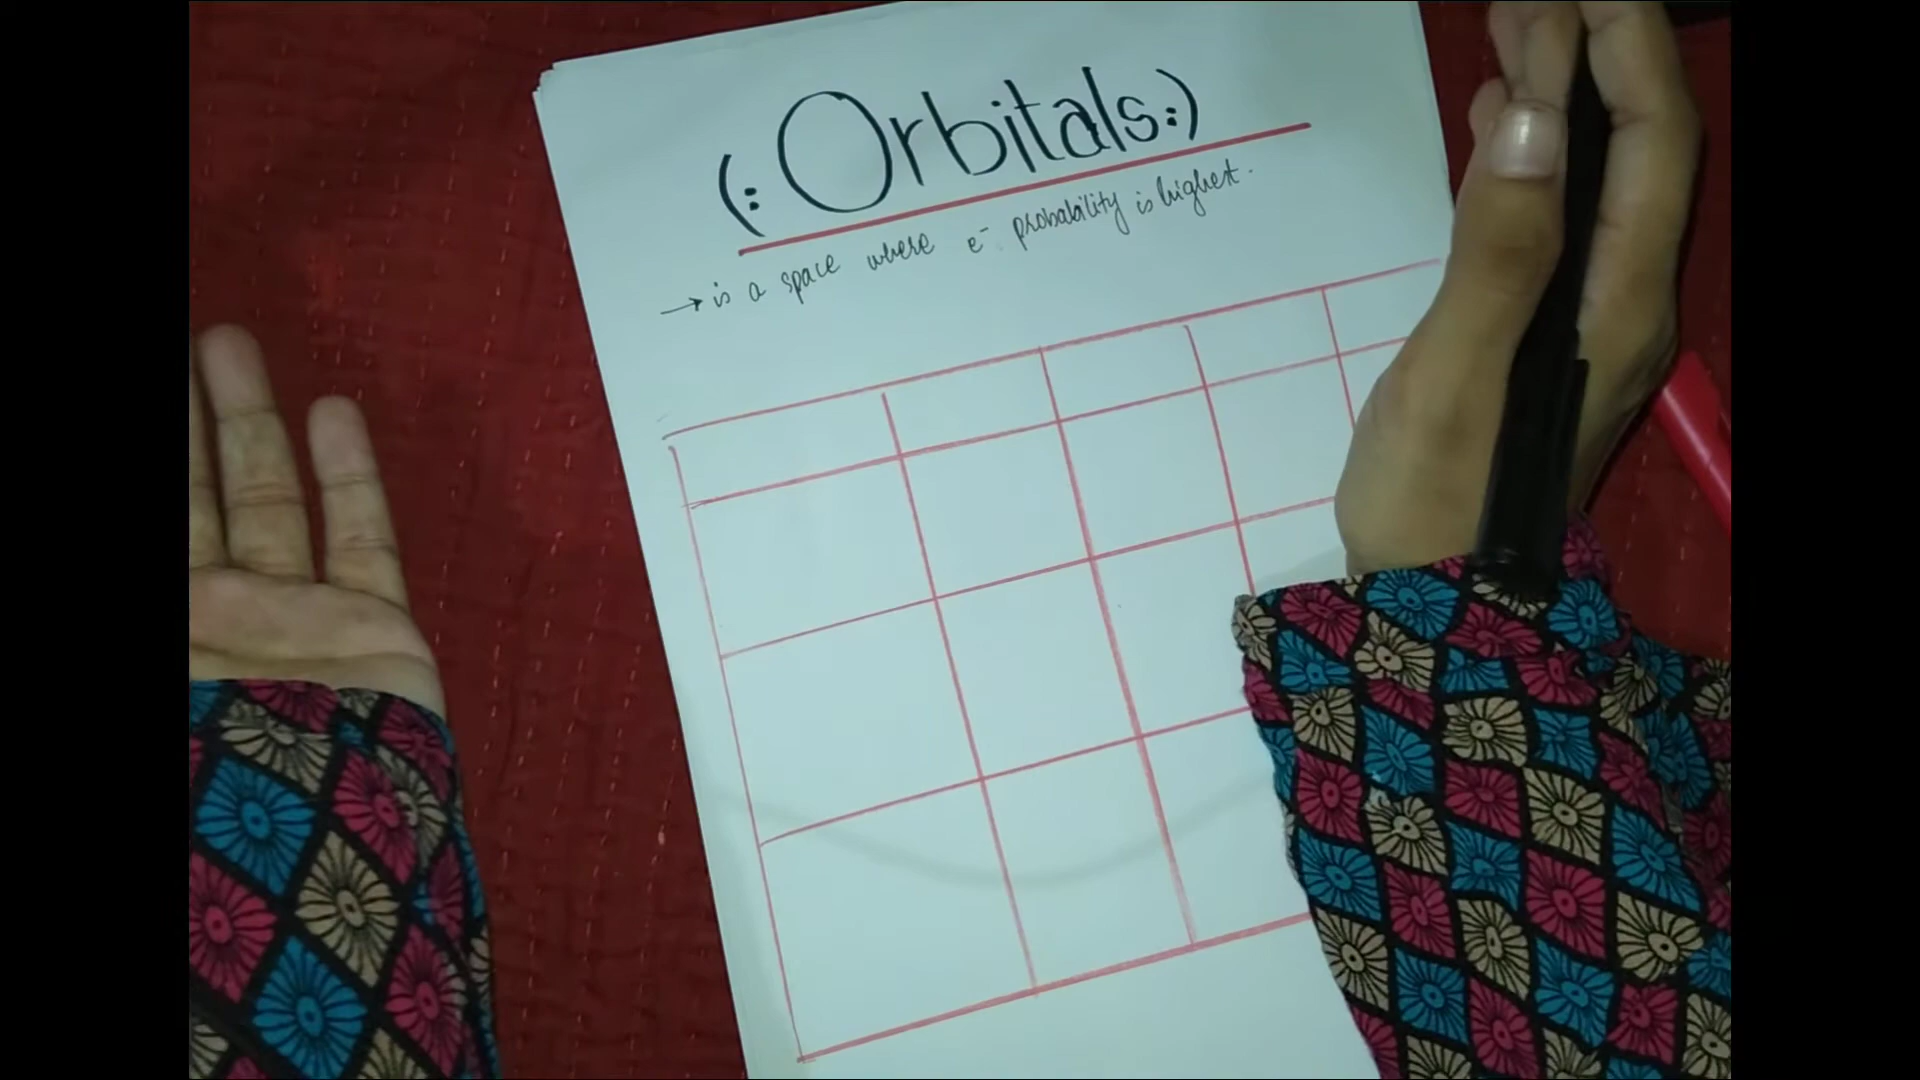 (: Orbitals :)
→ is a space where e⁻ probability is highest.